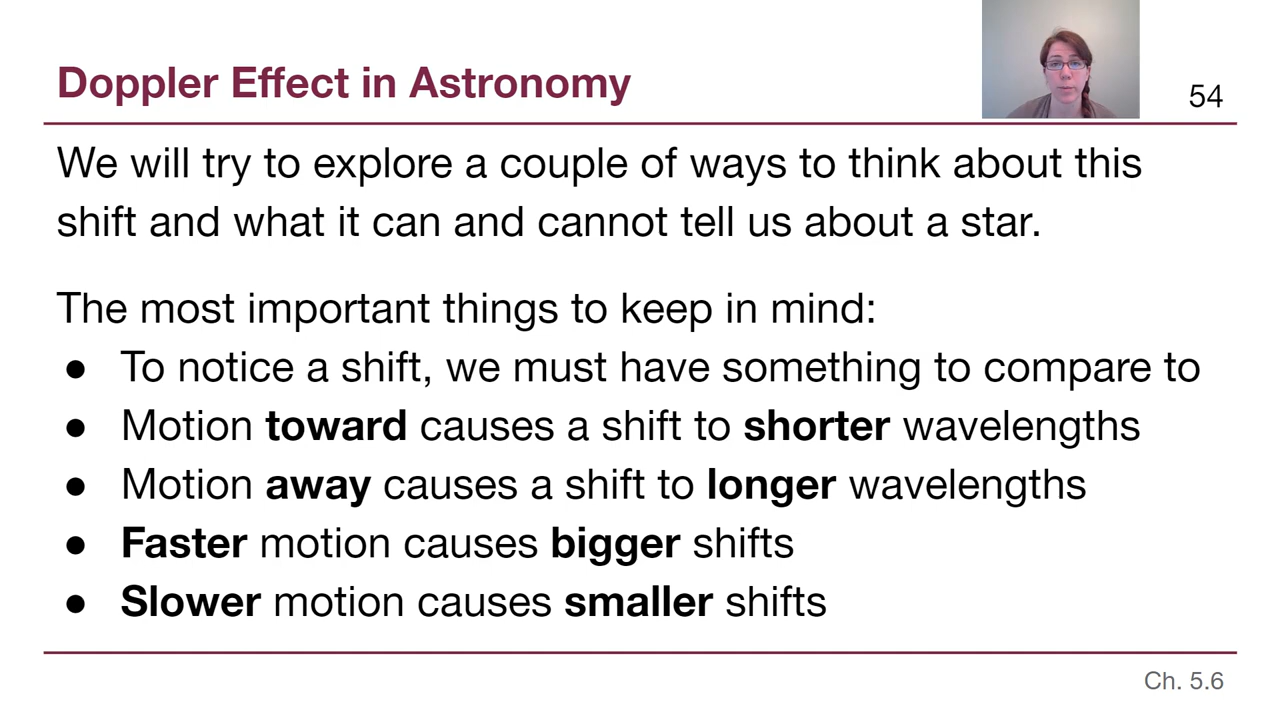 Doppler Effect in Astronomy
54
We will try to explore a couple of ways to think about this
shift and what it can and cannot tell us about a star.
The most important things to keep in mind:
● To notice a shift, we must have something to compare to
● Motion toward causes a shift to shorter wavelengths
● Motion away causes a shift to longer wavelengths
● Faster motion causes bigger shifts
● Slower motion causes smaller shifts
Ch. 5.6